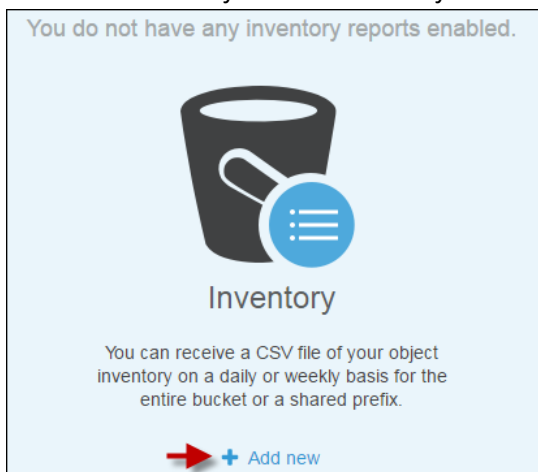 You do not have any inventory reports enabled.
Inventory
You can receive a CSV file of your object
inventory on a daily or weekly basis for the
entire bucket or a shared prefix.
+ Add new